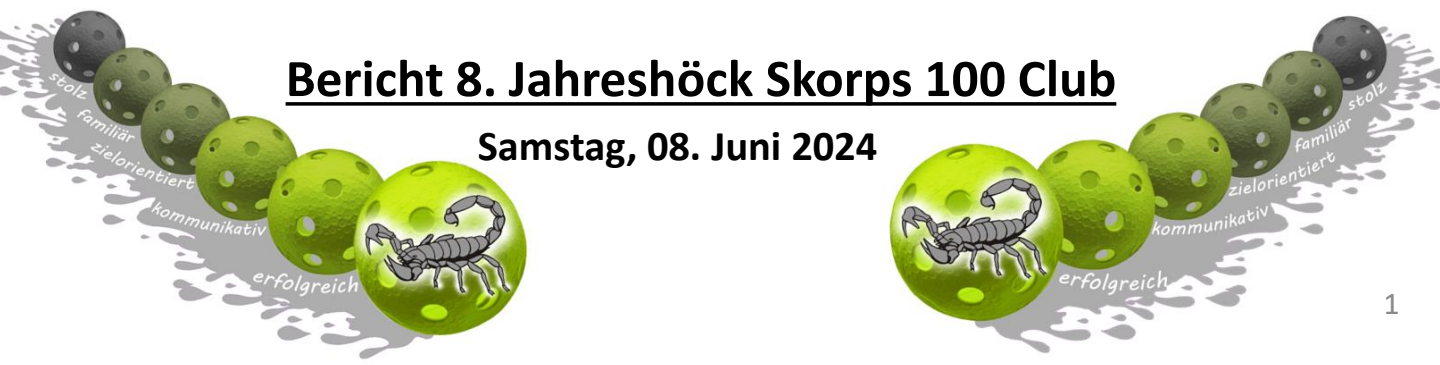 Bericht 8. Jahreshöck Skorps 100 Club
Samstag, 08. Juni 2024
stolz
familiär
zielorientiert
kommunikativ
erfolgreich
stolz
familiär
zielorientiert
kommunikativ
erfolgreich
1